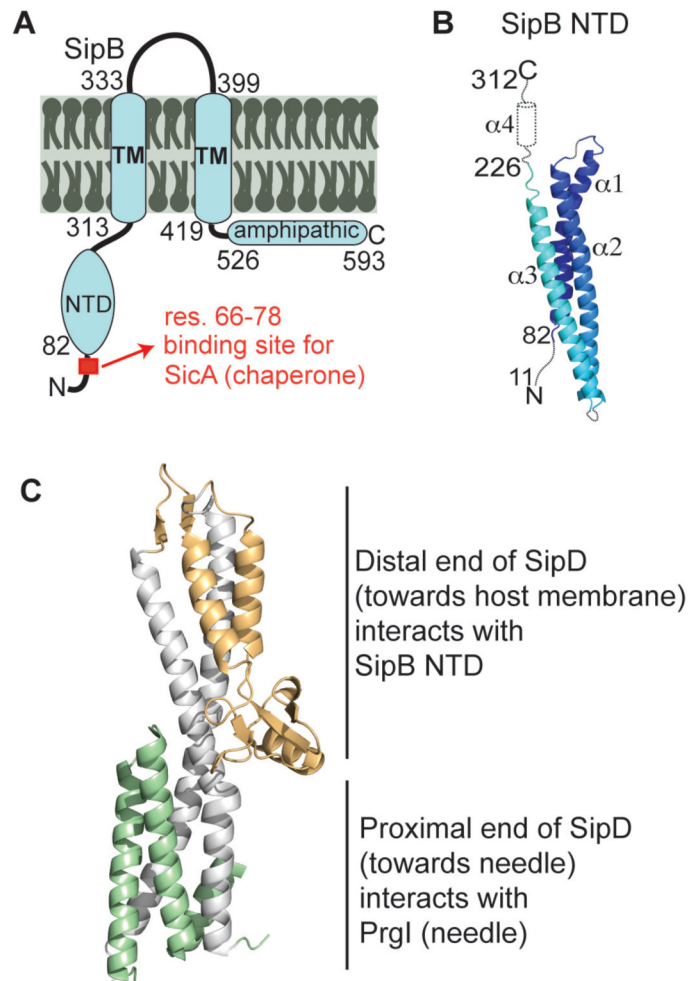 A
SipB
333
399
TM
TM
313
419
amphipathic
C
526
593
NTD
82
N
res. 66-78
binding site for
SicA (chaperone)
B
SipB NTD
312
C
α4
226
α1
α2
α3
82
11
N
C
Distal end of SipD
(towards host membrane)
interacts with
SipB NTD
Proximal end of SipD
(towards needle)
interacts with
PrgI (needle)